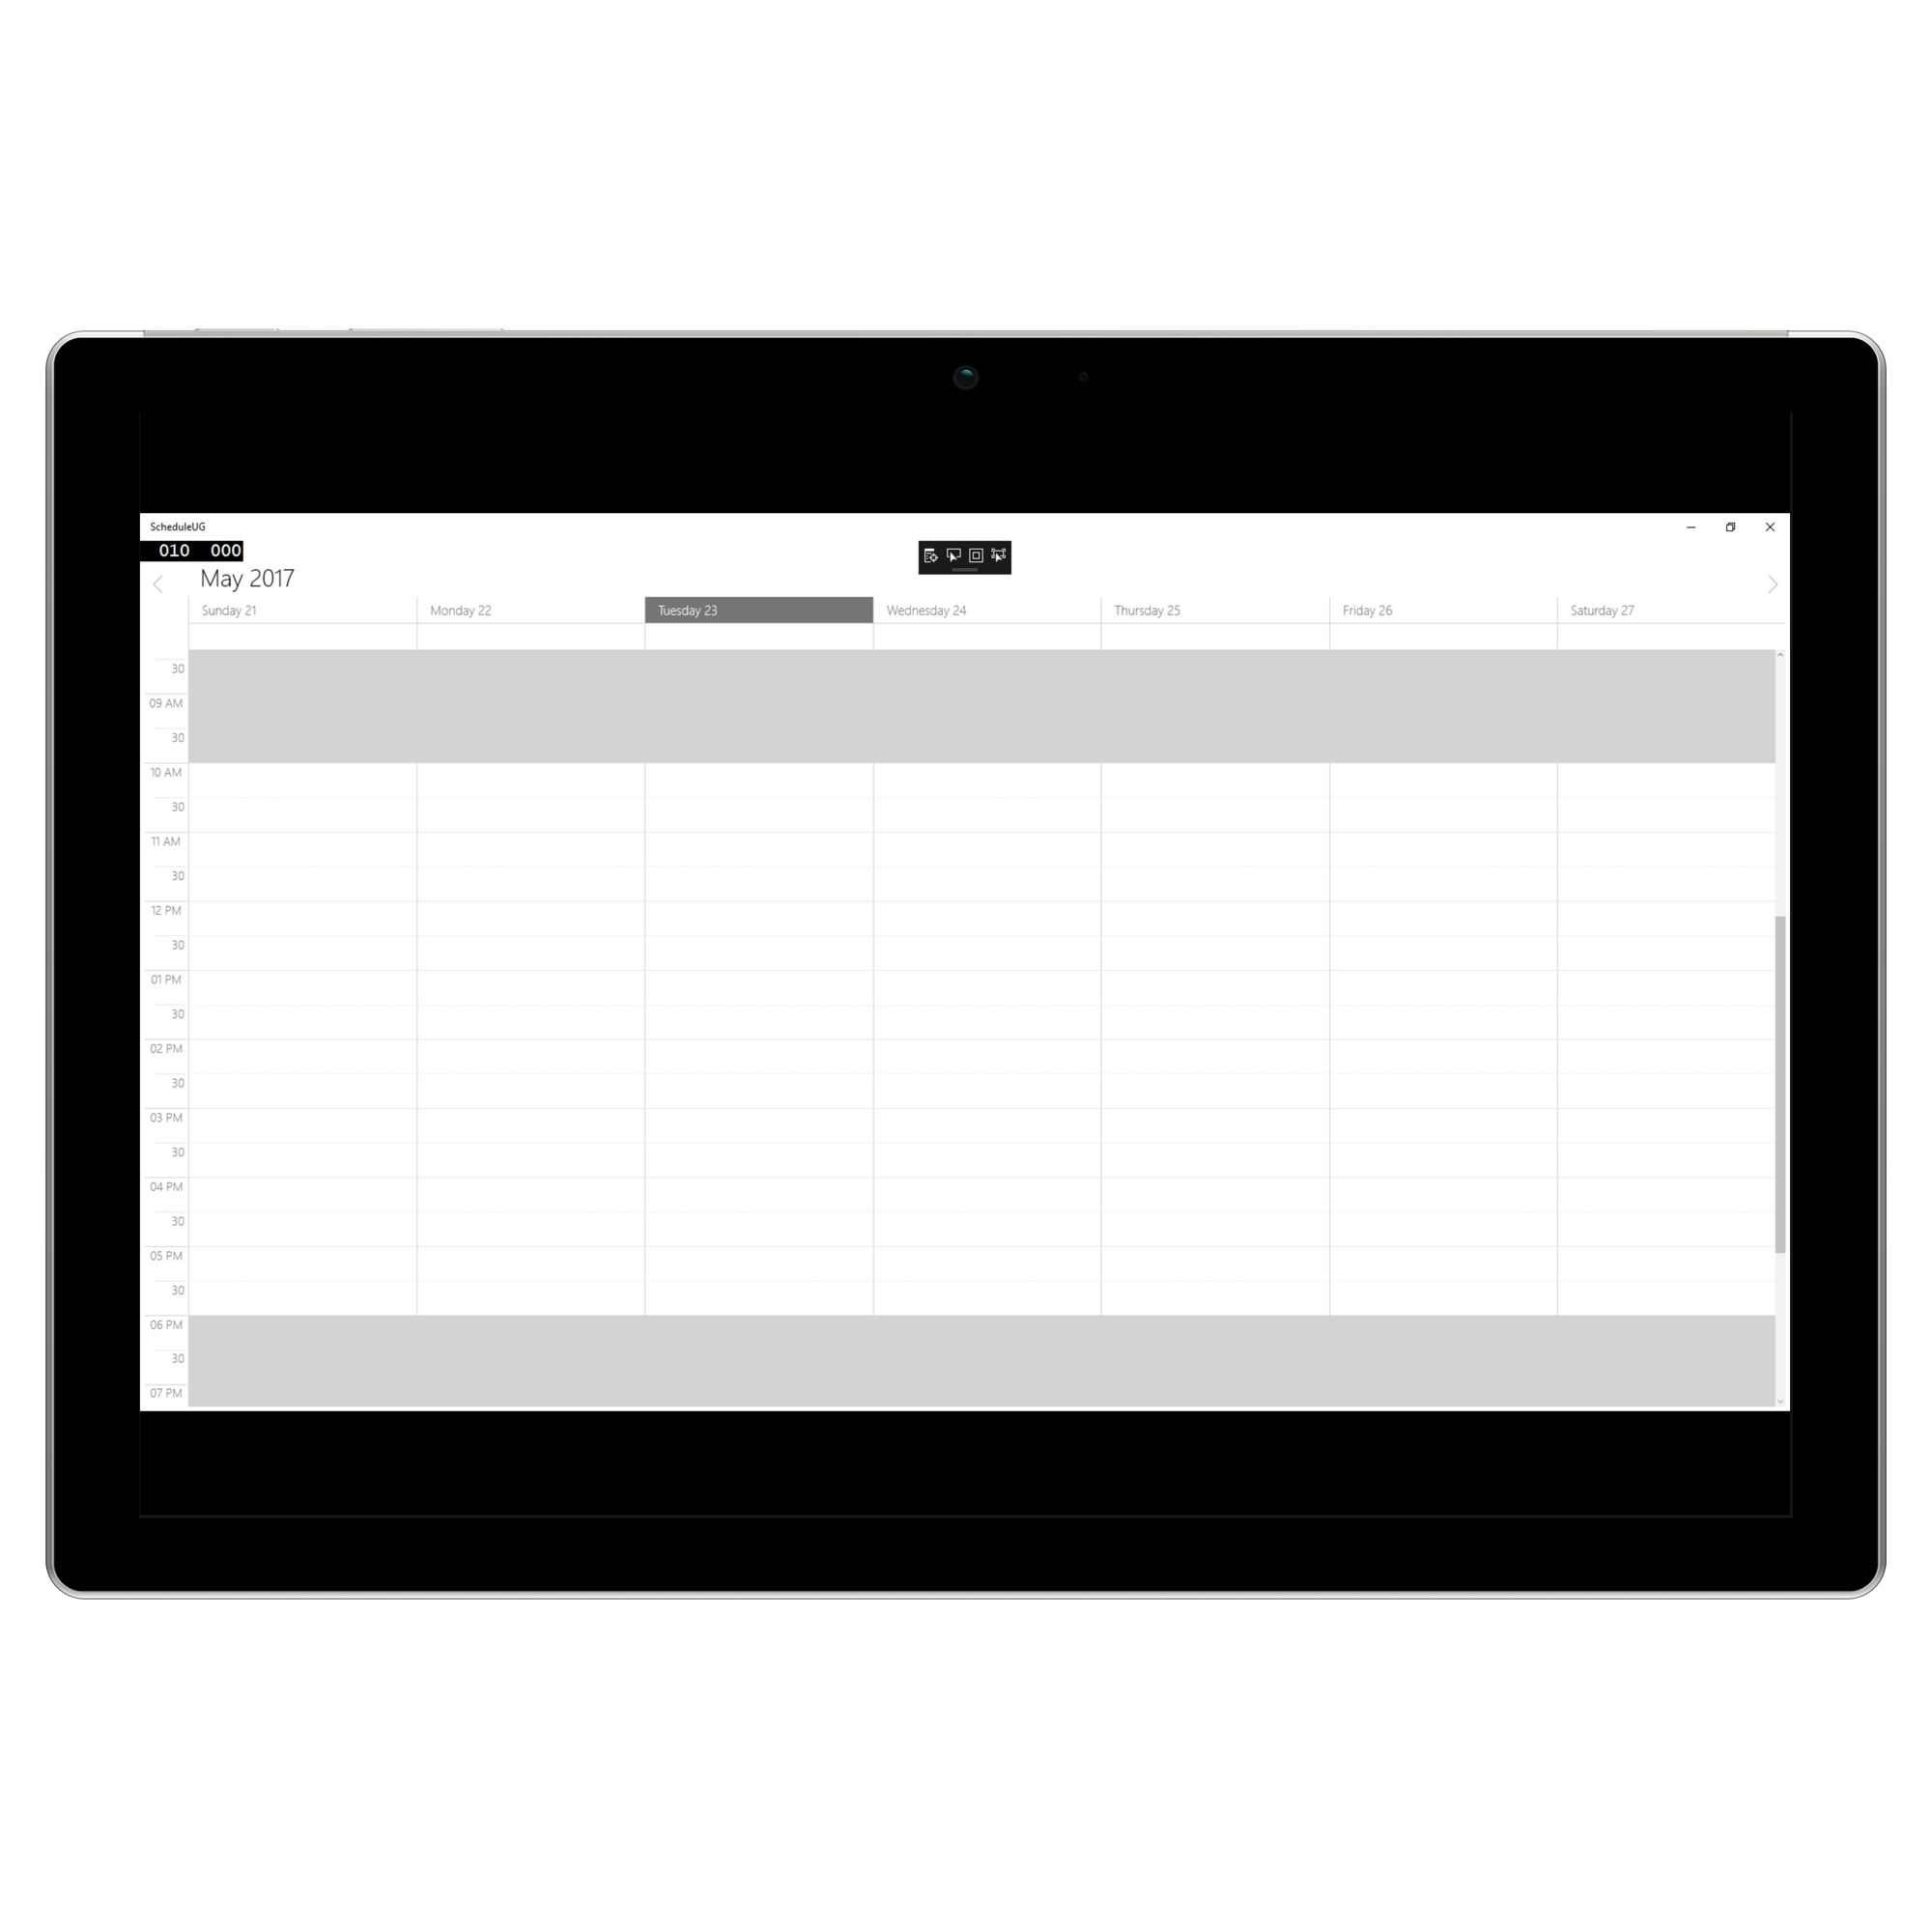 ScheduleUG
010 000
May 2017
Sunday 21 Monday 22 Tuesday 23 Wednesday 24 Thursday 25 Friday 26 Saturday 27
30
09 AM
30
10 AM
30
11 AM
30
12 PM
30
01 PM
30
02 PM
30
03 PM
30
04 PM
30
05 PM
30
06 PM
30
07 PM